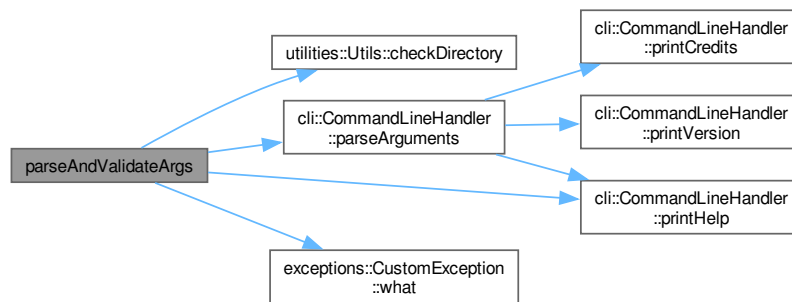 parseAndValidateArgs
utilities::Utils::checkDirectory
cli::CommandLineHandler
::parseArguments
exceptions::CustomException
::what
cli::CommandLineHandler
::printCredits
cli::CommandLineHandler
::printVersion
cli::CommandLineHandler
::printHelp